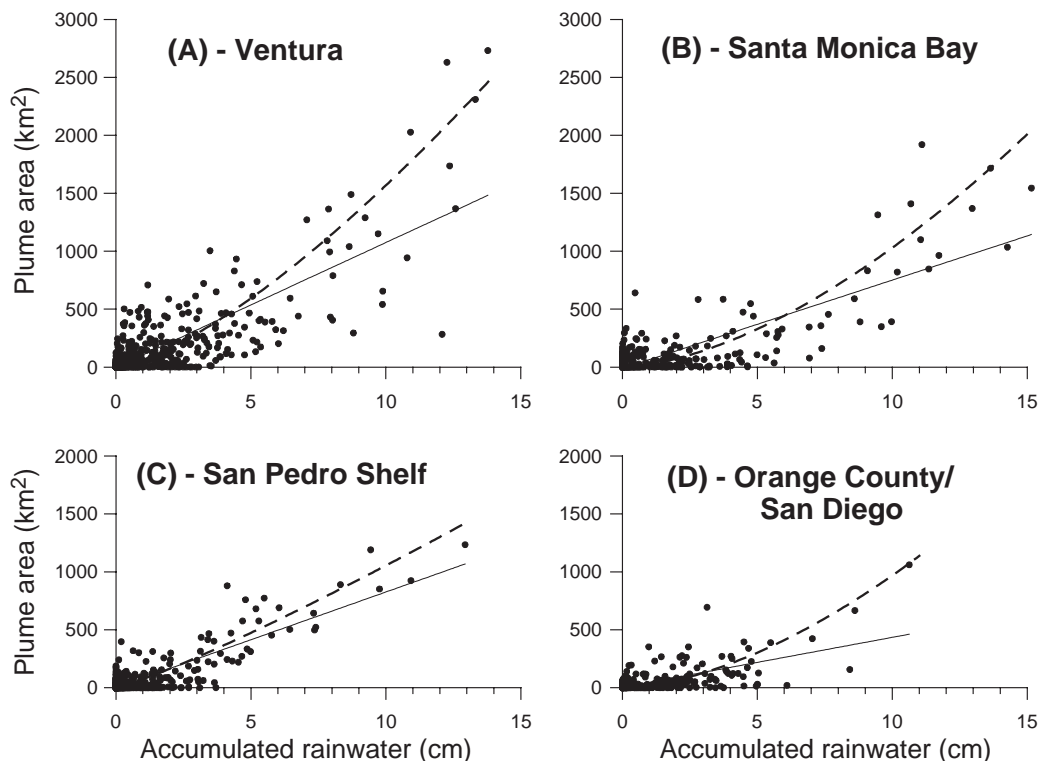 (A) - Ventura
Plume area (km²)
3000
2500
2000
1500
1000
500
0
0 5 10 15
(B) - Santa Monica Bay
3000
2500
2000
1500
1000
500
0
0 5 10 15
(C) - San Pedro Shelf
Plume area (km²)
2000
1500
1000
500
0
0 5 10 15
Accumulated rainwater (cm)
(D) - Orange County/
San Diego
2000
1500
1000
500
0
0 5 10 15
Accumulated rainwater (cm)